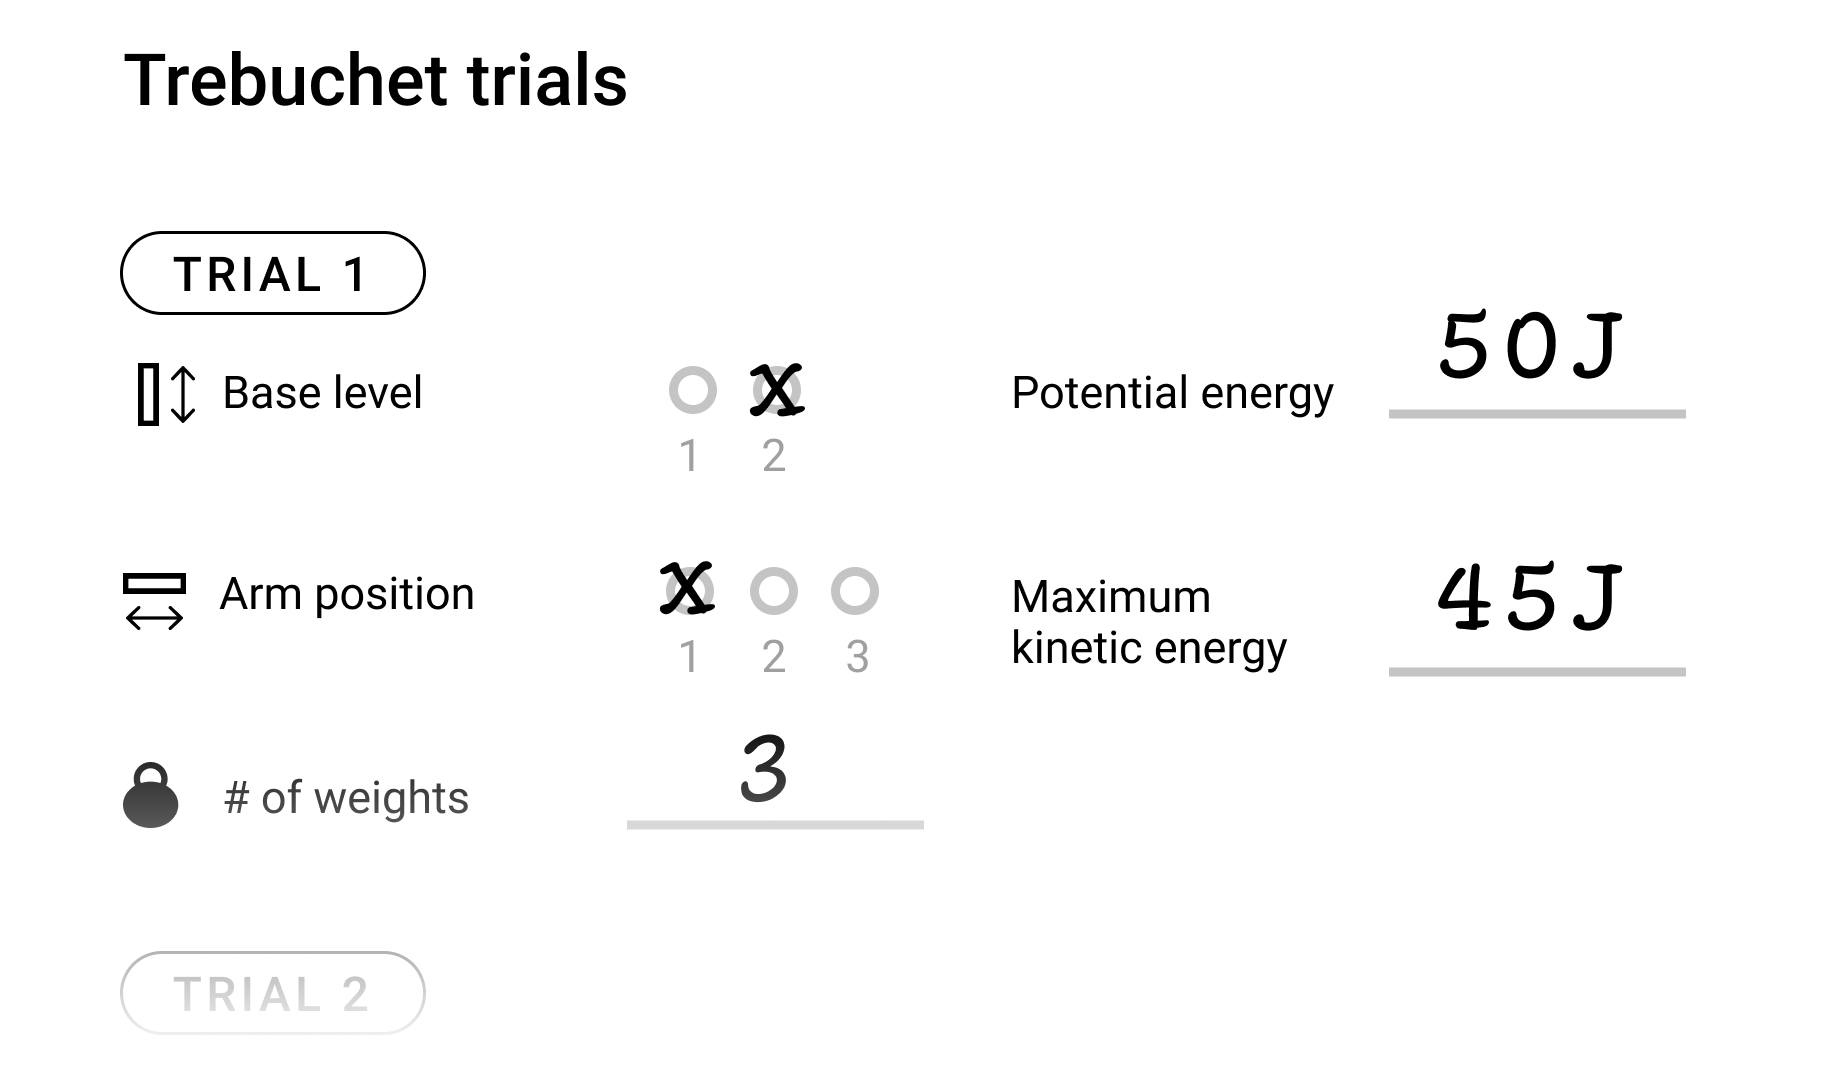 Trebuchet trials
TRIAL 1
Base level
1 2
Potential energy
50J
Arm position
1 2 3
Maximum
kinetic energy
45J
# of weights
3
TRIAL 2